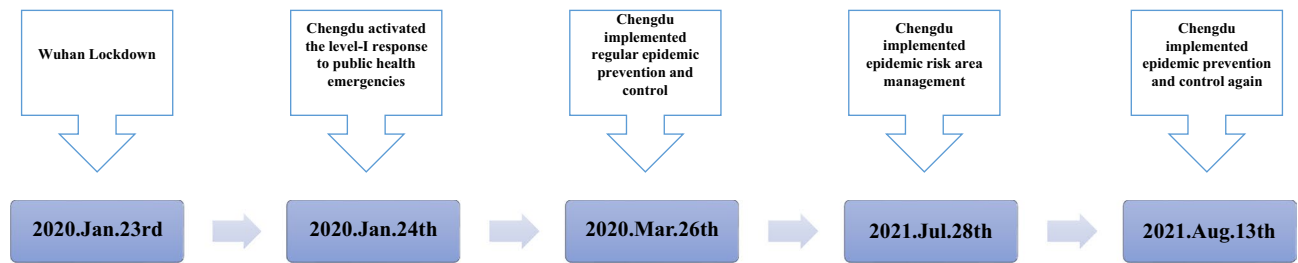 Wuhan Lockdown
Chengdu activated
the level-I response
to public health
emergencies
Chengdu
implemented
regular epidemic
prevention and
control
Chengdu
implemented
epidemic risk area
management
Chengdu
implemented
epidemic prevention
and control again
2020.Jan.23rd
2020.Jan.24th
2020.Mar.26th
2021.Jul.28th
2021.Aug.13th